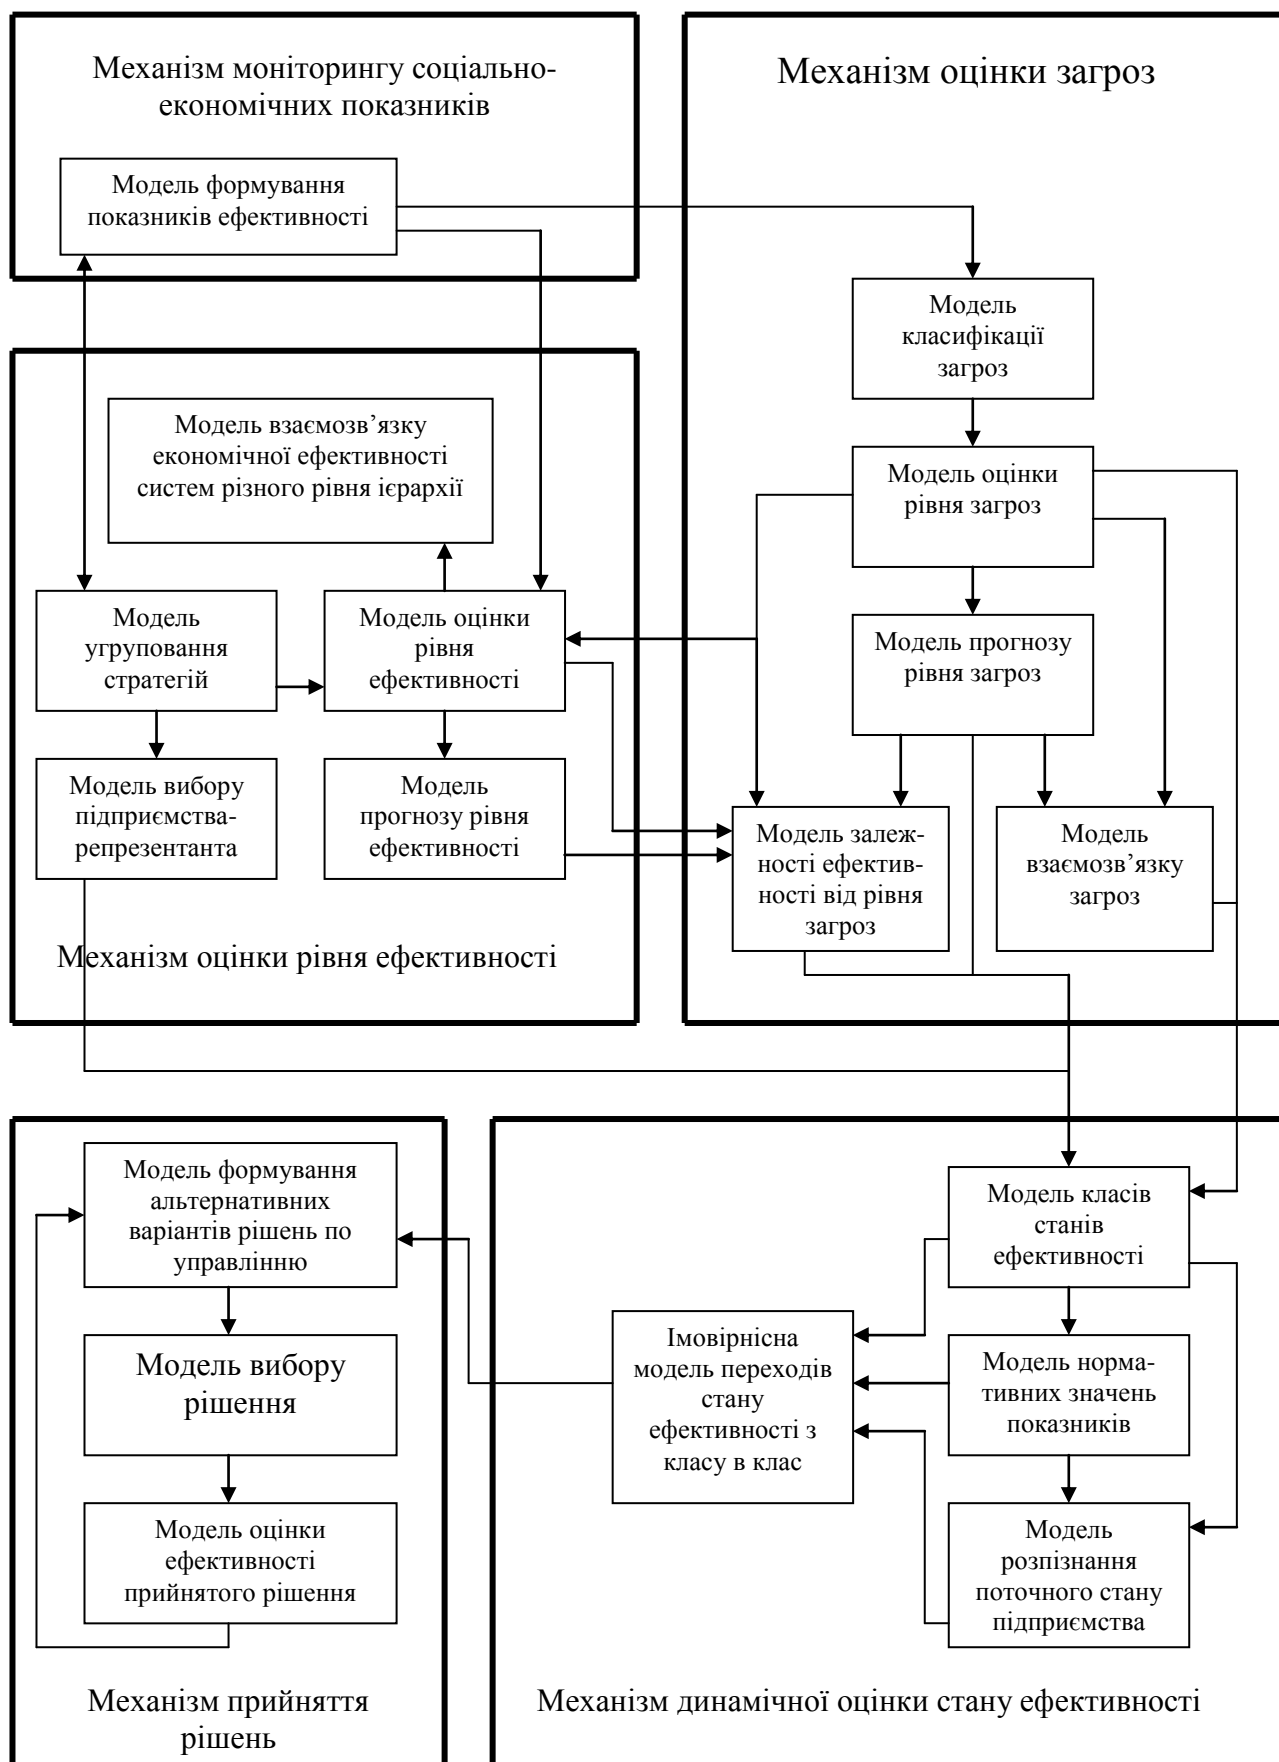 Механізм моніторингу соціально-
економічних показників
Модель формування
показників ефективності
Механізм оцінки загроз
Модель
класифікації
загроз
Модель оцінки
рівня загроз
Модель прогнозу
рівня загроз
Модель залеж-
ності ефектив-
ності від рівня
загроз
Модель
взаємозв’язку
загроз
Модель взаємозв’язку
економічної ефективності
систем різного рівня ієрархії
Модель
угруповання
стратегій
Модель оцінки
рівня
ефективності
Модель вибору
підприємства-
репрезентанта
Модель
прогнозу рівня
ефективності
Механізм оцінки рівня ефективності
Модель формування
альтернативних
варіантів рішень по
управлінню
Модель вибору
рішення
Модель оцінки
ефективності
прийнятого рішення
Механізм прийняття
рішень
Модель класів
станів
ефективності
Імовірнісна
модель переходів
стану
ефективності з
класу в клас
Модель норма-
тивних значень
показників
Модель
розпізнання
поточного стану
підприємства
Механізм динамічної оцінки стану ефективності